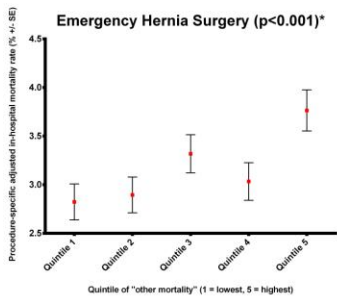 Emergency Hernia Surgery (p<0.001)*
Procedure-specific adjusted in-hospital mortality rate (% +/- SE)
4.5
4.0
3.5
3.0
2.5
Quintile 1
Quintile 2
Quintile 3
Quintile 4
Quintile 5
Quintile of "other mortality" (1 = lowest, 5 = highest)